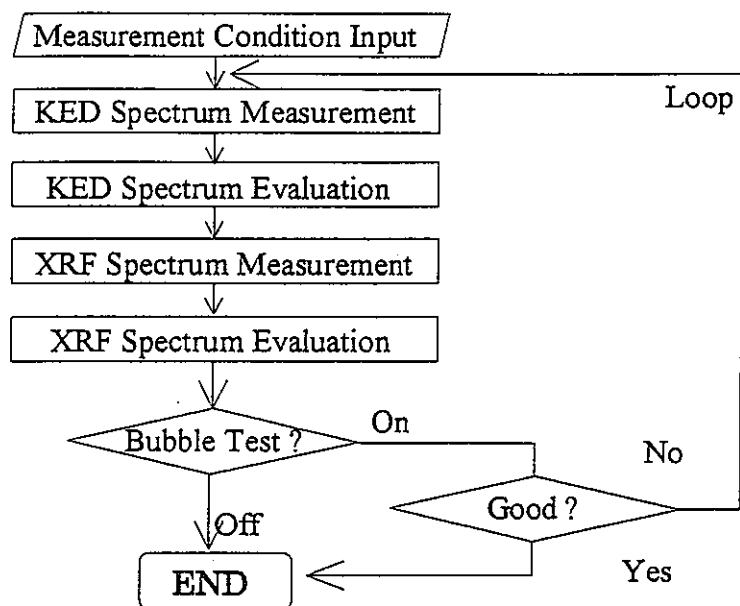 Measurement Condition Input
Loop
KED Spectrum Measurement
KED Spectrum Evaluation
XRF Spectrum Measurement
XRF Spectrum Evaluation
Bubble Test ?
On
No
Good ?
Off
Yes
END